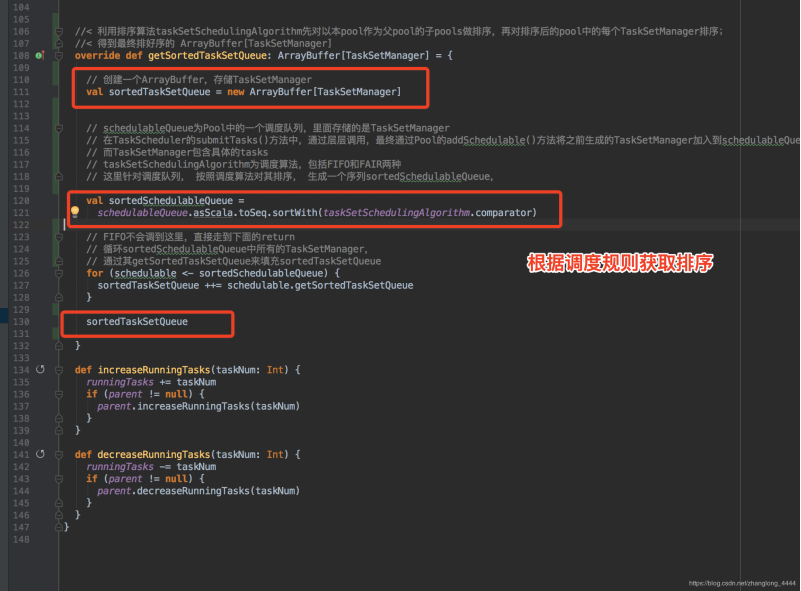 104
105
106 //< 利用排序算法taskSetSchedulingAlgorithm先对以本pool作为父pool的子pools做排序，再对排序后的pool中的每个TaskSetManager排序；
107 //< 得到最终排好序的 ArrayBuffer[TaskSetManager]
108 override def getSortedTaskSetQueue: ArrayBuffer[TaskSetManager] = {
109
110 // 创建一个ArrayBuffer，存储TaskSetManager
111 val sortedTaskSetQueue = new ArrayBuffer[TaskSetManager]
112
113
114 // schedulableQueue为Pool中的一个调度队列，里面存储的是TaskSetManager
115 // 在TaskScheduler的submitTasks()方法中，通过层层调用，最终通过Pool的addSchedulable()方法将之前生成的TaskSetManager加入到schedulableQue
116 // 而TaskSetManager包含具体的tasks
117 // taskSetSchedulingAlgorithm为调度算法，包括FIFO和FAIR两种
118 // 这里针对调度队列， 按照调度算法对其排序， 生成一个序列sortedSchedulableQueue，
119
120 val sortedSchedulableQueue =
121 schedulableQueue.asScala.toSeq.sortWith(taskSetSchedulingAlgorithm.comparator)
122
123 // FIFO不会调到这里，直接走到下面的return
124 // 循环sortedSchedulableQueue中所有的TaskSetManager，
125 // 通过其getSortedTaskSetQueue来填充sortedTaskSetQueue
126 for (schedulable <- sortedSchedulableQueue) {
根据调度规则获取排序
127 sortedTaskSetQueue ++= schedulable.getSortedTaskSetQueue
128 }
129
130 sortedTaskSetQueue
131
132 }
133
134 def increaseRunningTasks(taskNum: Int) {
135 runningTasks += taskNum
136 if (parent != null) {
137 parent.increaseRunningTasks(taskNum)
138 }
139 }
140
141 def decreaseRunningTasks(taskNum: Int) {
142 runningTasks -= taskNum
143 if (parent != null) {
144 parent.decreaseRunningTasks(taskNum)
145 }
146 }
147 }
148
https://blog.csdn.net/zhanglong_4444